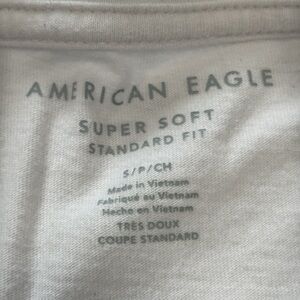 AMERICAN EAGLE
SUPER SOFT
STANDARD FIT
S/P/CH
Made in Vietnam
Fabriqué au Vietnam
Hecho en Vietnam
TRÈS DOUX
COUPE STANDARD